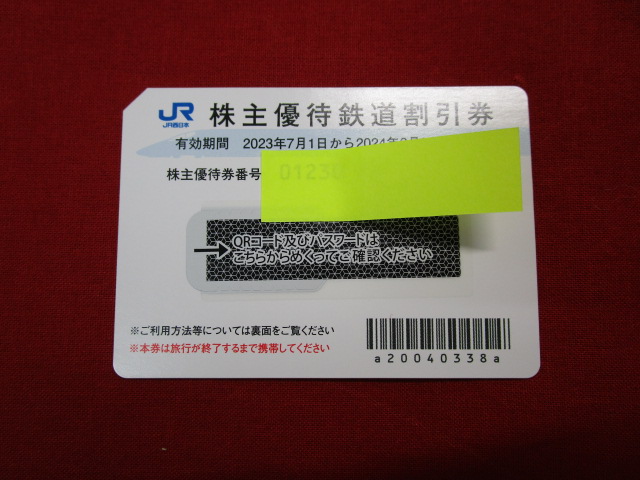 JR
JR西日本
株主優待鉄道割引券
有効期間 2023年7月1日から2024年
株主優待券番号 0123
QRコード及びパスワードは
こちらからめくってご確認ください
※ご利用方法等については裏面をご覧ください
※本券は旅行が終了するまで携帯してください
a20040338a